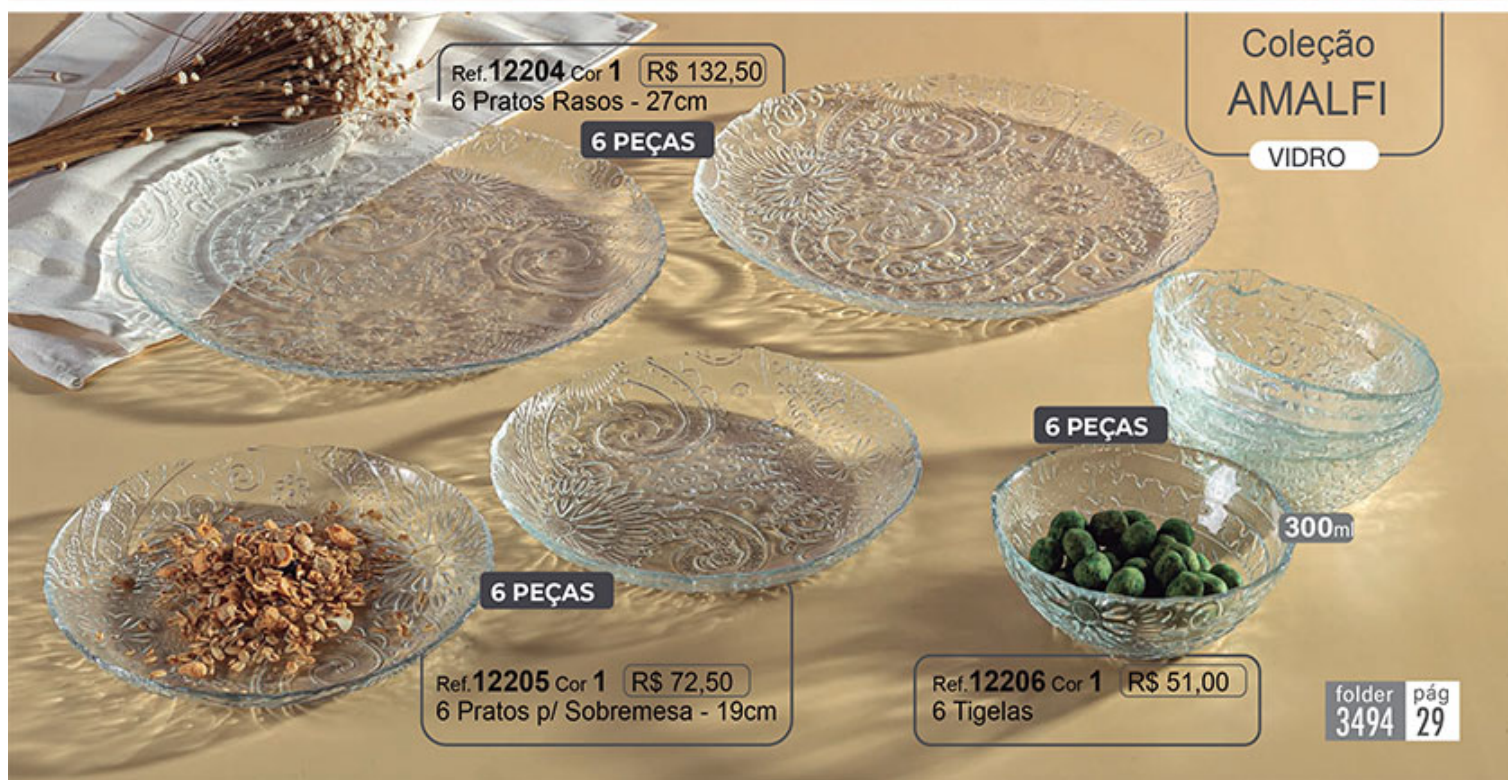 Coleção
AMALFI
VIDRO
Ref.12204 Cor 1 R$ 132,50
6 Pratos Rasos - 27cm
6 PEÇAS
6 PEÇAS
300ml
6 PEÇAS
Ref.12205 Cor 1 R$ 72,50
6 Pratos p/ Sobremesa - 19cm
Ref.12206 Cor 1 R$ 51,00
6 Tigelas
folder pág
3494 29